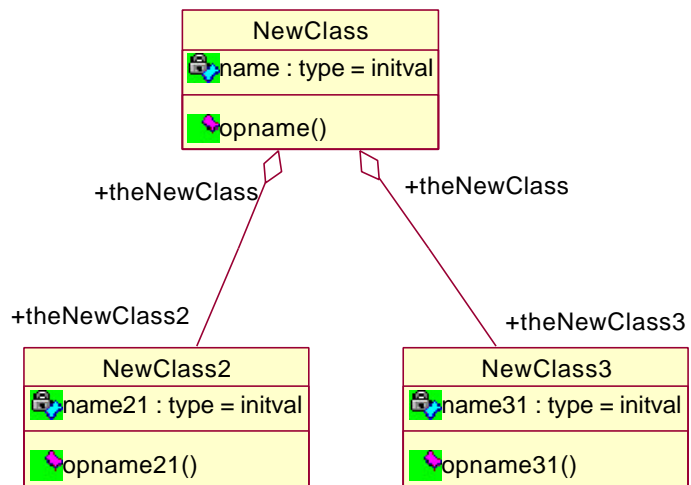 NewClass
name : type = initval
opname()
+theNewClass
+theNewClass
+theNewClass2
+theNewClass3
NewClass2
name21 : type = initval
opname21()
NewClass3
name31 : type = initval
opname31()